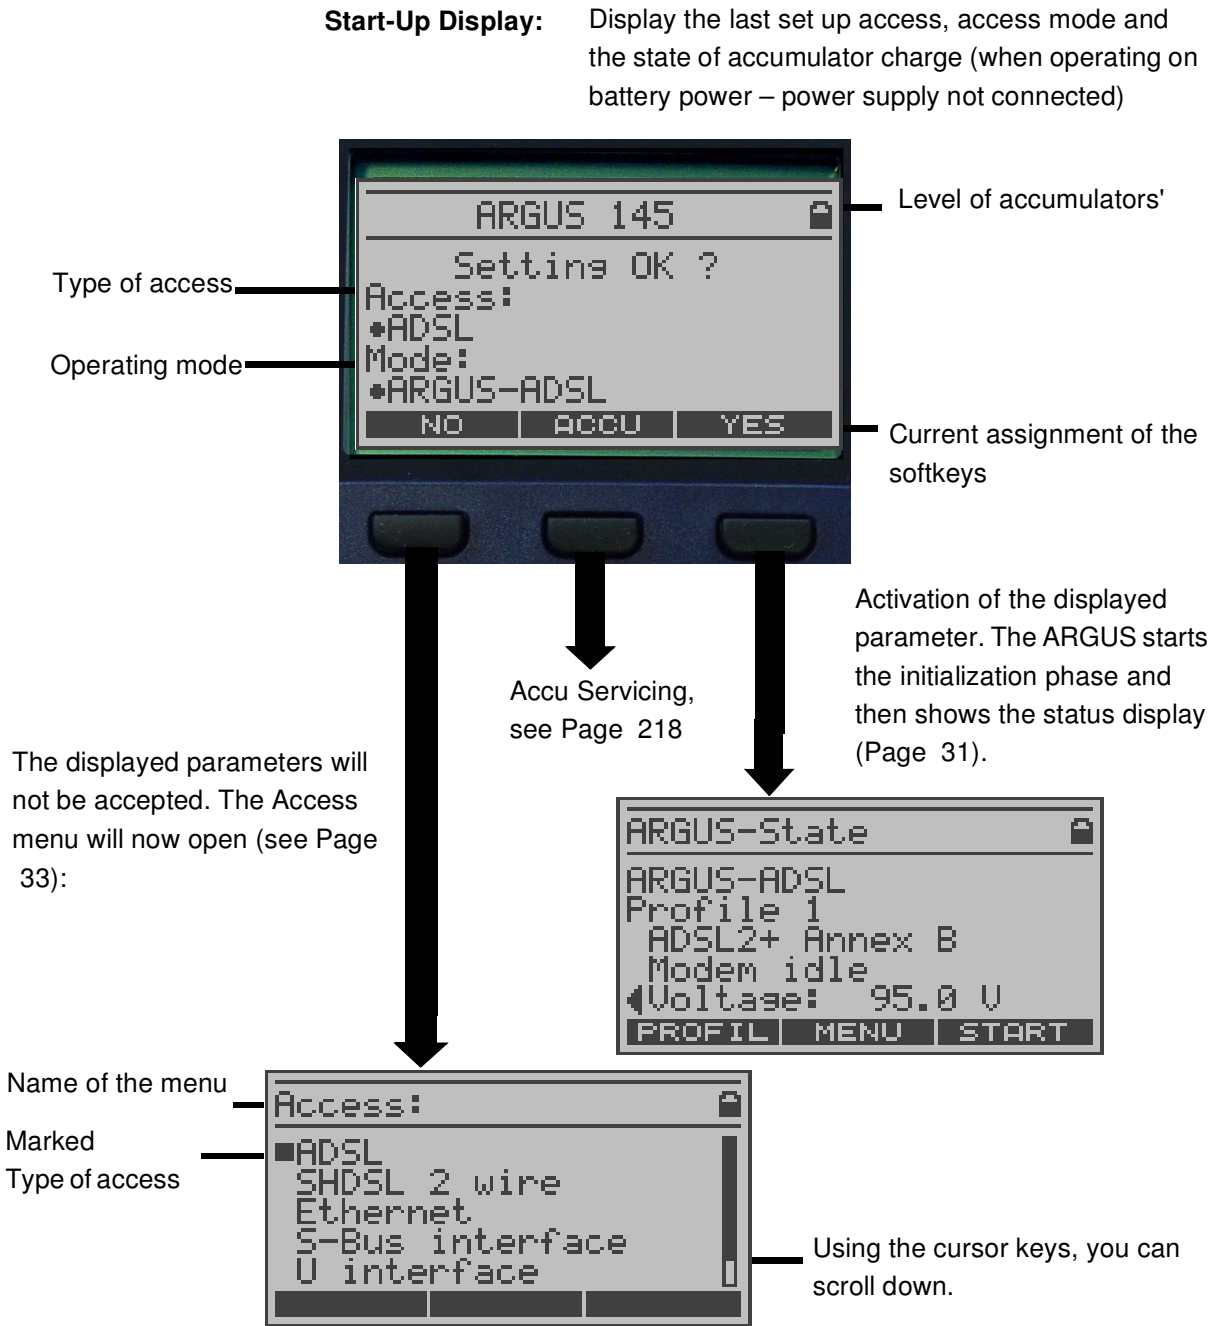 Start-Up Display:
Display the last set up access, access mode and
the state of accumulator charge (when operating on
battery power – power supply not connected)
ARGUS 145
Level of accumulators'
Setting OK ?
Type of access
Access:
ADSL
Operating mode
Mode:
ARGUS-ADSL
NO ACCU YES
Current assignment of the
softkeys
Activation of the displayed
parameter. The ARGUS starts
the initialization phase and
then shows the status display
(Page 31).
Accu Servicing,
see Page 218
The displayed parameters will
not be accepted. The Access
menu will now open (see Page
33):
ARGUS-State
ARGUS-ADSL
Profile 1
ADSL2+ Annex B
Modem idle
Voltage: 95.0 V
PROFIL MENU START
Name of the menu
Access:
Marked
Type of access
ADSL
SHDSL 2 wire
Ethernet
S-Bus interface
U interface
Using the cursor keys, you can
scroll down.